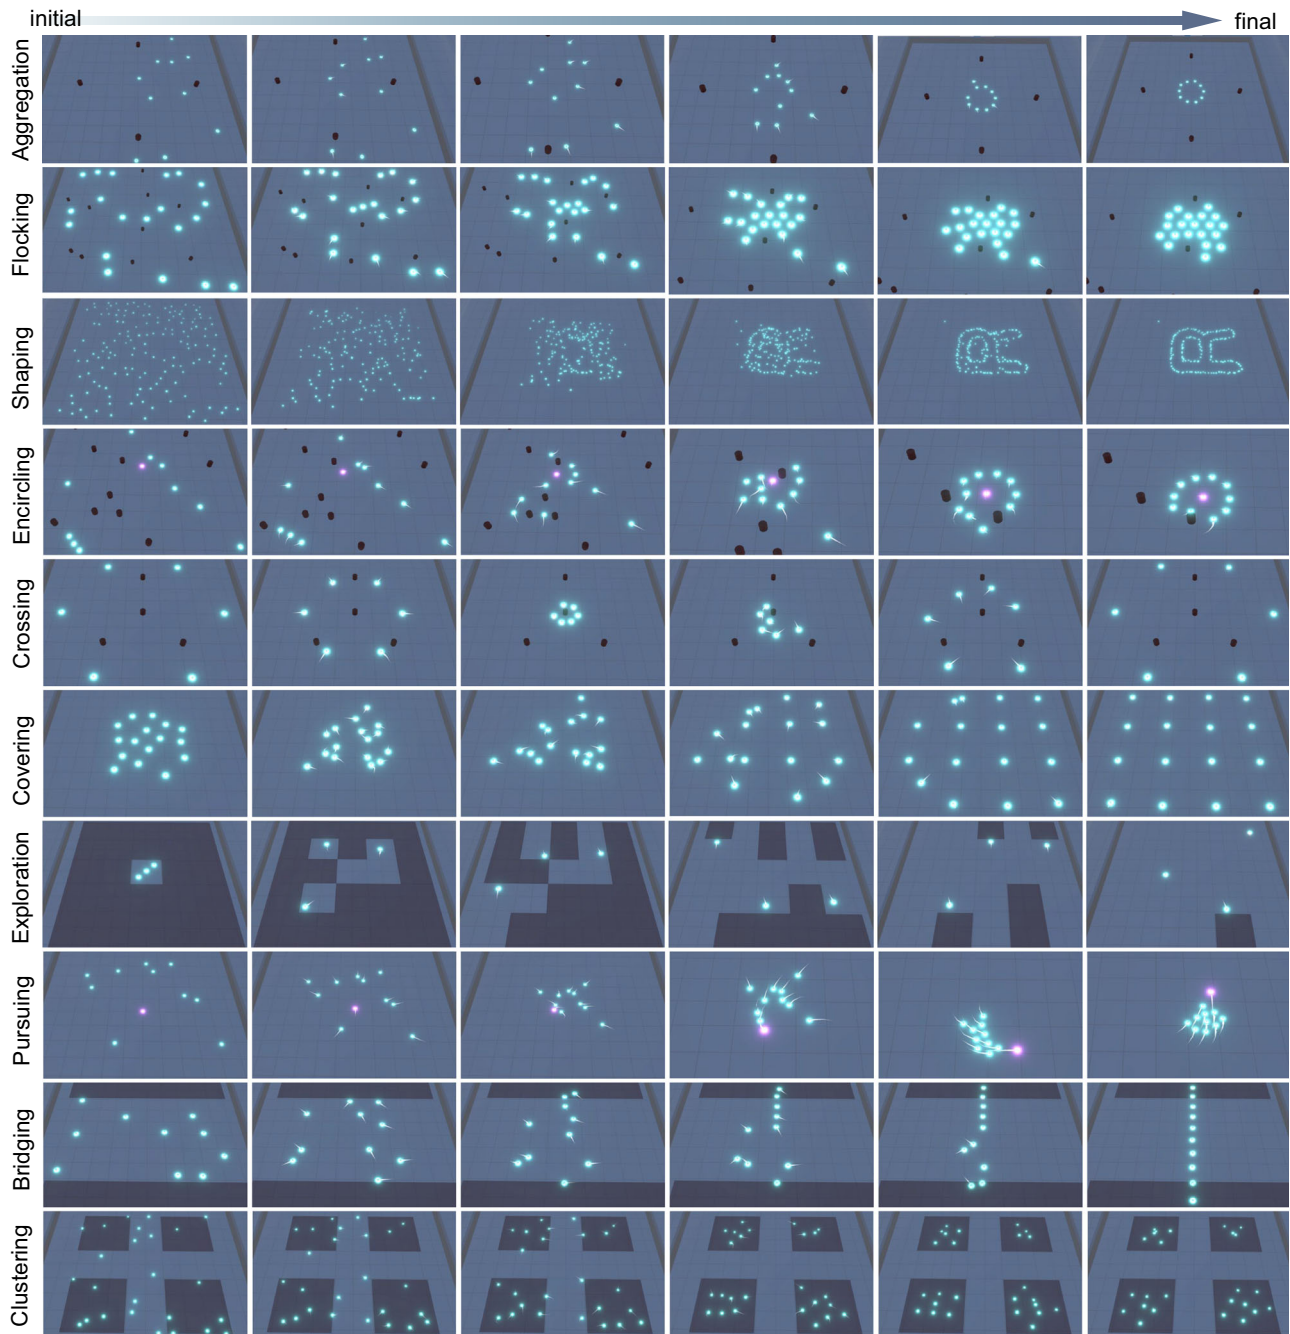 initial
final
Aggregation
Flocking
Shaping
Encircling
Crossing
Covering
Exploration
Pursuing
Bridging
Clustering